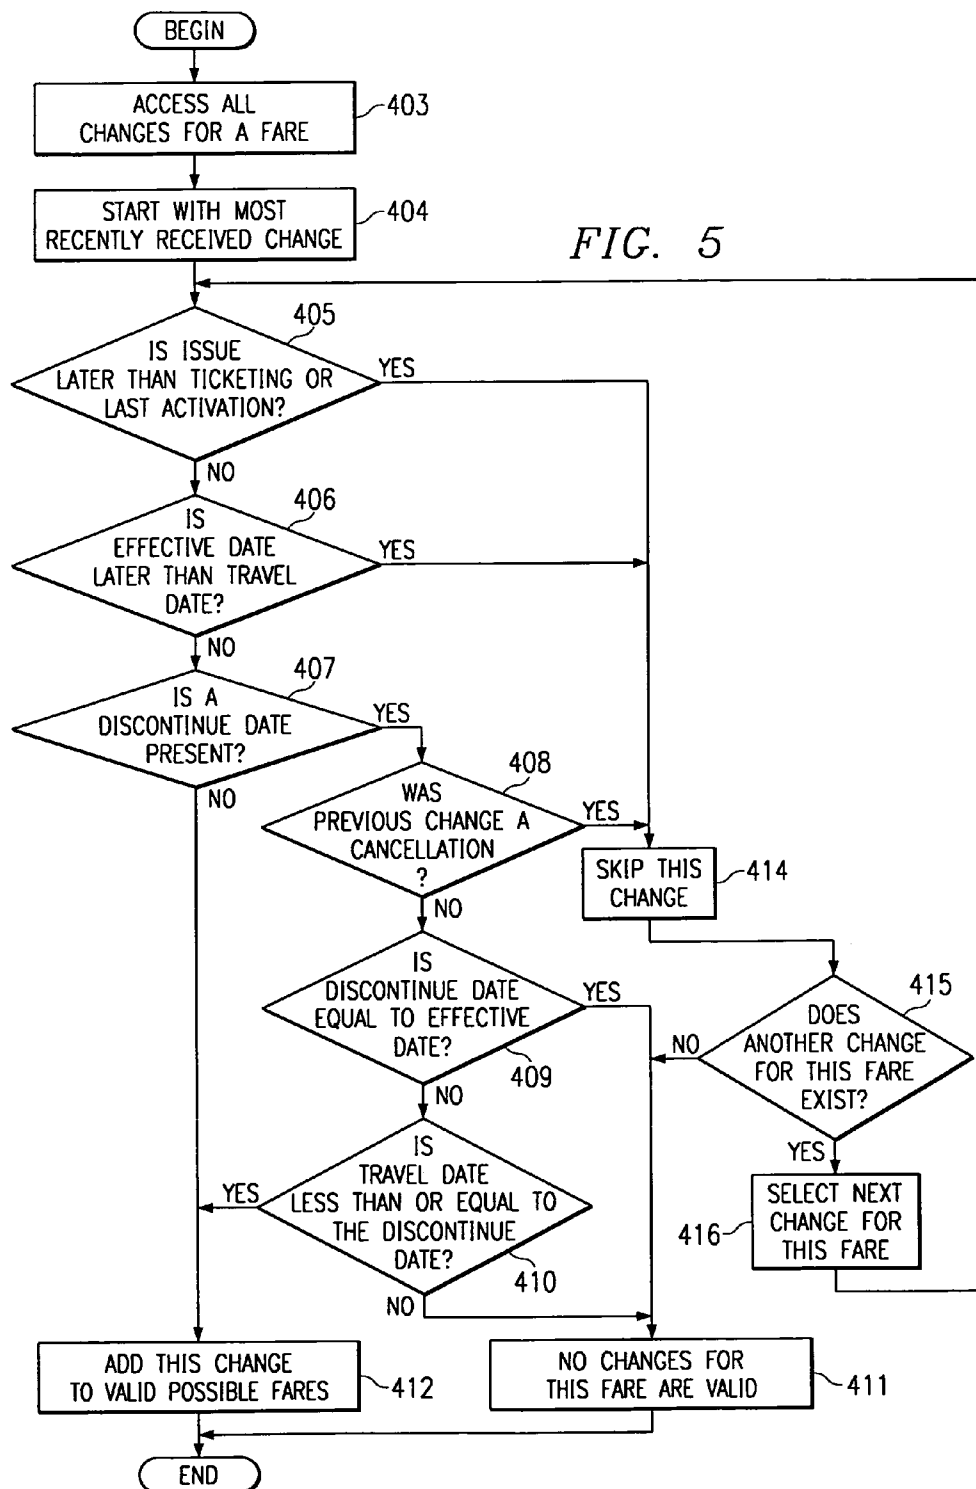 BEGIN
ACCESS ALL
CHANGES FOR A FARE
403
START WITH MOST
RECENTLY RECEIVED CHANGE
404
FIG. 5
405
IS ISSUE
LATER THAN TICKETING OR
LAST ACTIVATION?
YES
NO
406
IS
EFFECTIVE DATE
LATER THAN TRAVEL
DATE?
YES
NO
407
IS A
DISCONTINUE DATE
PRESENT?
YES
NO
408
WAS
PREVIOUS CHANGE A
CANCELLATION
?
YES
NO
SKIP THIS
CHANGE
414
IS
DISCONTINUE DATE
EQUAL TO EFFECTIVE
DATE?
YES
409
NO
415
DOES
ANOTHER CHANGE
FOR THIS FARE
EXIST?
NO
YES
IS
TRAVEL DATE
LESS THAN OR EQUAL TO
THE DISCONTINUE
DATE?
YES
410
NO
SELECT NEXT
CHANGE FOR
THIS FARE
416
ADD THIS CHANGE
TO VALID POSSIBLE FARES
412
NO CHANGES FOR
THIS FARE ARE VALID
411
END